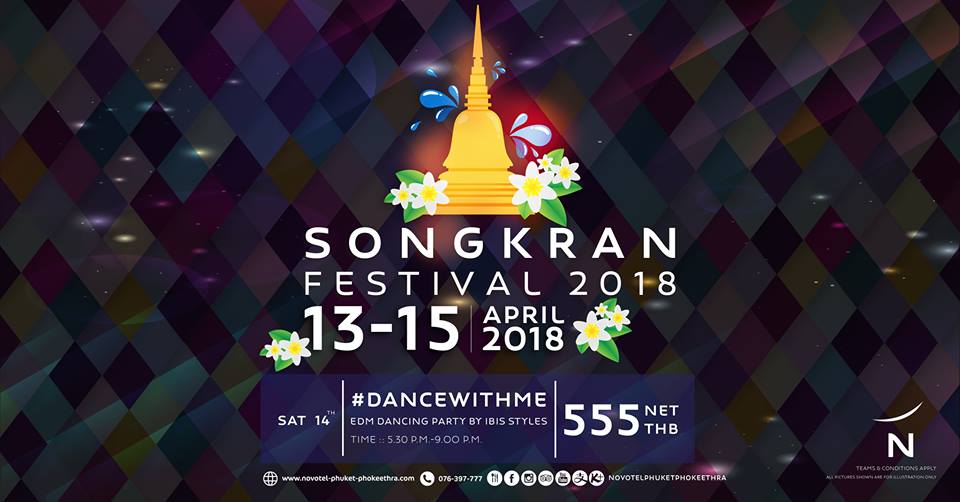 SONGKRAN
FESTIVAL 2018
13-15
APRIL
2018
SAT 14TH
#DANCEWITHME
EDM DANCING PARTY BY IBIS STYLES
TIME :: 5.30 P.M.-9.00 P.M.
555 NET
THB
N
TEAMS & CONDITIONS APPLY
ALL PICTURES SHOWN ARE FOR ILLUSTRATION ONLY
www.novotel-phuket-phokeethra.com 076-397-777 NOVOTELPHUKETPHOKEETHRA